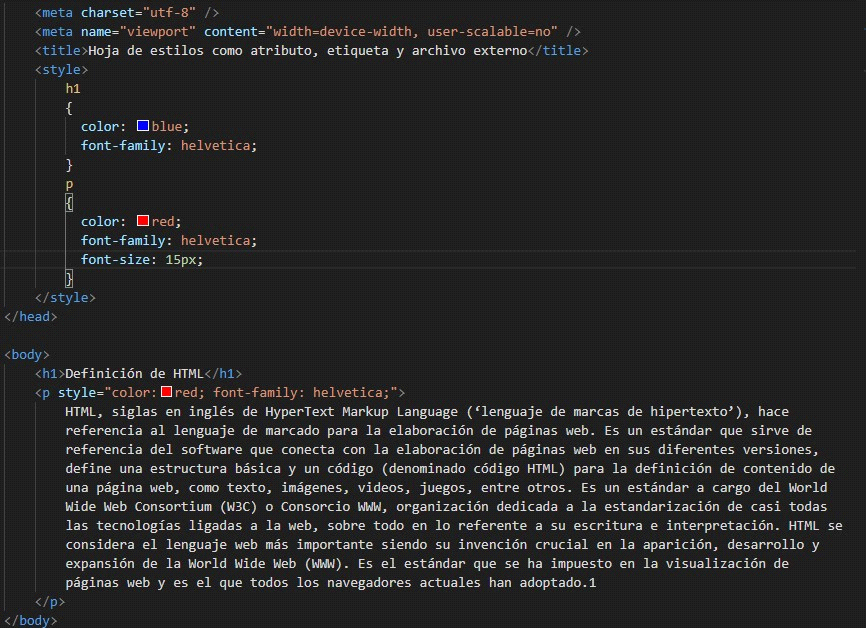 <meta charset="utf-8" />
<meta name="viewport" content="width=device-width, user-scalable=no" />
<title>Hoja de estilos como atributo, etiqueta y archivo externo</title>
<style>
h1
{
color: blue;
font-family: helvetica;
}
p
{
color: red;
font-family: helvetica;
font-size: 15px;
}
</style>
</head>
<body>
<h1>Definición de HTML</h1>
<p style="color: red; font-family: helvetica;">
HTML, siglas en inglés de HyperText Markup Language (‘lenguaje de marcas de hipertexto’), hace
referencia al lenguaje de marcado para la elaboración de páginas web. Es un estándar que sirve de
referencia del software que conecta con la elaboración de páginas web en sus diferentes versiones,
define una estructura básica y un código (denominado código HTML) para la definición de contenido de
una página web, como texto, imágenes, videos, juegos, entre otros. Es un estándar a cargo del World
Wide Web Consortium (W3C) o Consorcio WWW, organización dedicada a la estandarización de casi todas
las tecnologías ligadas a la web, sobre todo en lo referente a su escritura e interpretación. HTML se
considera el lenguaje web más importante siendo su invención crucial en la aparición, desarrollo y
expansión de la World Wide Web (WWW). Es el estándar que se ha impuesto en la visualización de
páginas web y es el que todos los navegadores actuales han adoptado.1
</p>
</body>